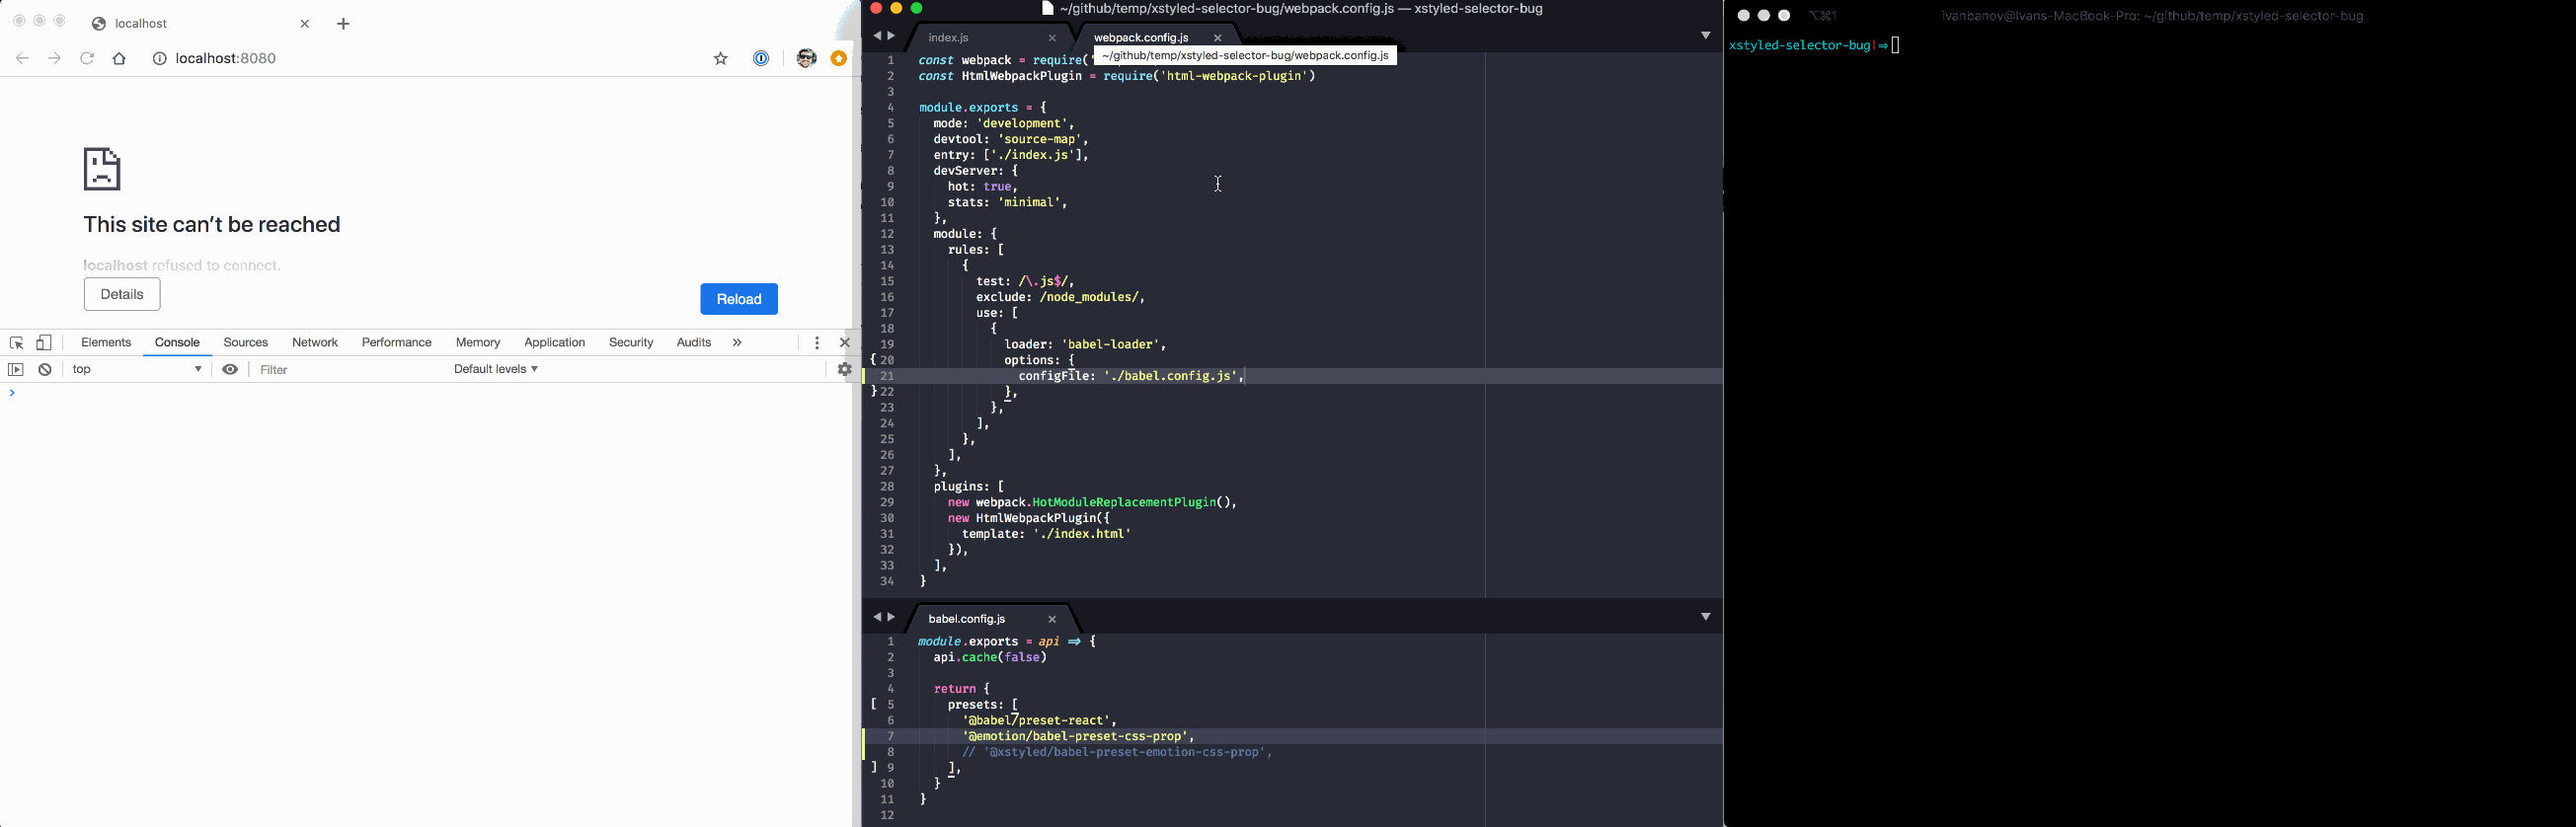 localhost
localhost:8080
This site can't be reached
localhost refused to connect.
Details
Reload
Elements Console Sources Network Performance Memory Application Security Audits »
top Filter Default levels ▼
~/github/temp/xstyled-selector-bug/webpack.config.js — xstyled-selector-bug
index.js webpack.config.js
~/github/temp/xstyled-selector-bug/webpack.config.js
1 const webpack = require('
2 const HtmlWebpackPlugin = require('html-webpack-plugin')
3
4 module.exports = {
5 mode: 'development',
6 devtool: 'source-map',
7 entry: ['./index.js'],
8 devServer: {
9 hot: true,
10 stats: 'minimal',
11 },
12 module: {
13 rules: [
14 {
15 test: /\.js$/,
16 exclude: /node_modules/,
17 use: [
18 {
19 loader: 'babel-loader',
20 options: {
21 configFile: './babel.config.js',
22 },
23 },
24 ],
25 },
26 ],
27 },
28 plugins: [
29 new webpack.HotModuleReplacementPlugin(),
30 new HtmlWebpackPlugin({
31 template: './index.html'
32 }),
33 ],
34 }
babel.config.js
1 module.exports = api ⇒ {
2 api.cache(false)
3
4 return {
5 presets: [
6 '@babel/preset-react',
7 '@emotion/babel-preset-css-prop',
8 // '@xstyled/babel-preset-emotion-css-prop',
9 ],
10 }
11 }
12
⌥⌘1 ivanbanov@Ivans-MacBook-Pro: ~/github/temp/xstyled-selector-bug
xstyled-selector-bug|⇒